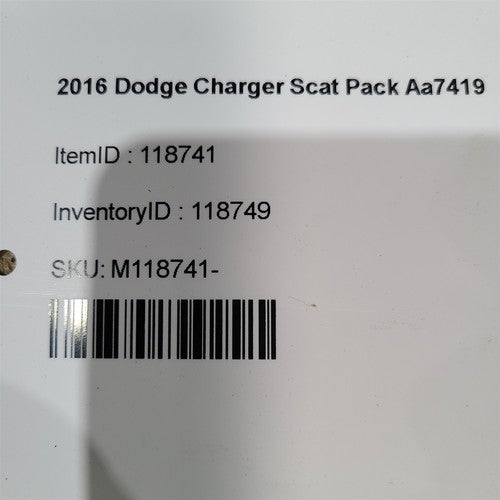 2016 Dodge Charger Scat Pack Aa7419
ItemID : 118741
InventoryID : 118749
SKU: M118741-